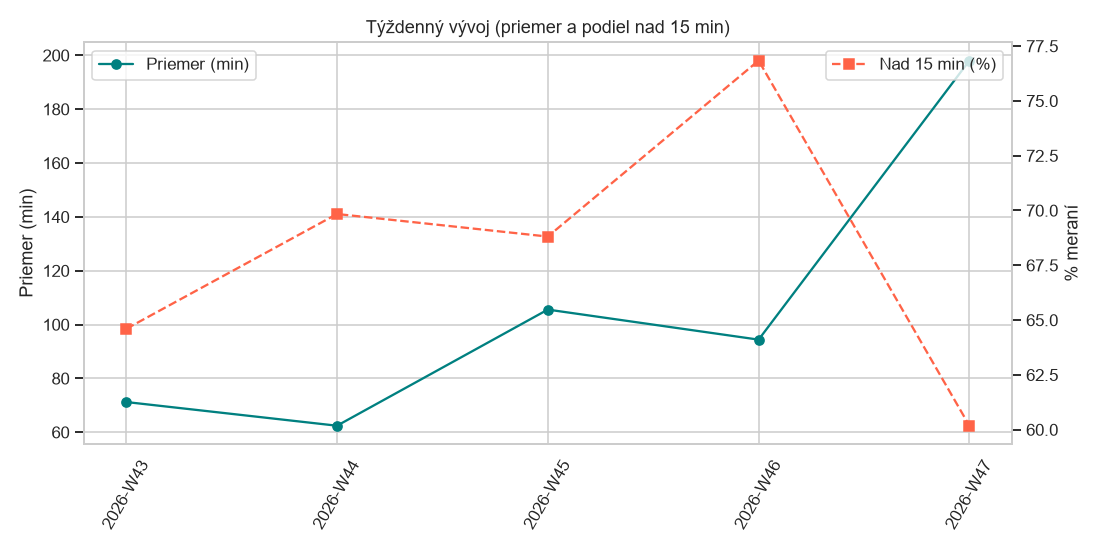 Týždenný vývoj (priemer a podiel nad 15 min)
Priemer (min)
Nad 15 min (%)
Priemer (min)
200
180
160
140
120
100
80
60
77.5
75.0
72.5
70.0
67.5
65.0
62.5
60.0
% meraní
2026-W43
2026-W44
2026-W45
2026-W46
2026-W47